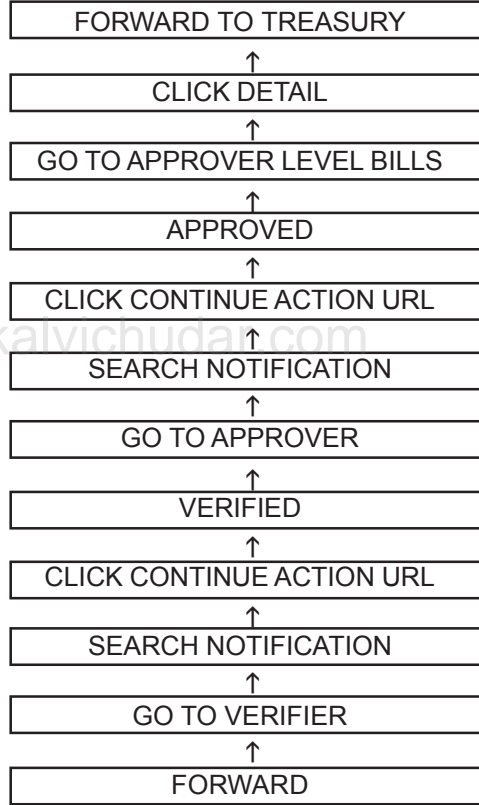 FORWARD TO TREASURY
↑
CLICK DETAIL
↑
GO TO APPROVER LEVEL BILLS
↑
APPROVED
↑
CLICK CONTINUE ACTION URL
↑
kalvichudar.com
SEARCH NOTIFICATION
↑
GO TO APPROVER
↑
VERIFIED
↑
CLICK CONTINUE ACTION URL
↑
SEARCH NOTIFICATION
↑
GO TO VERIFIER
↑
FORWARD